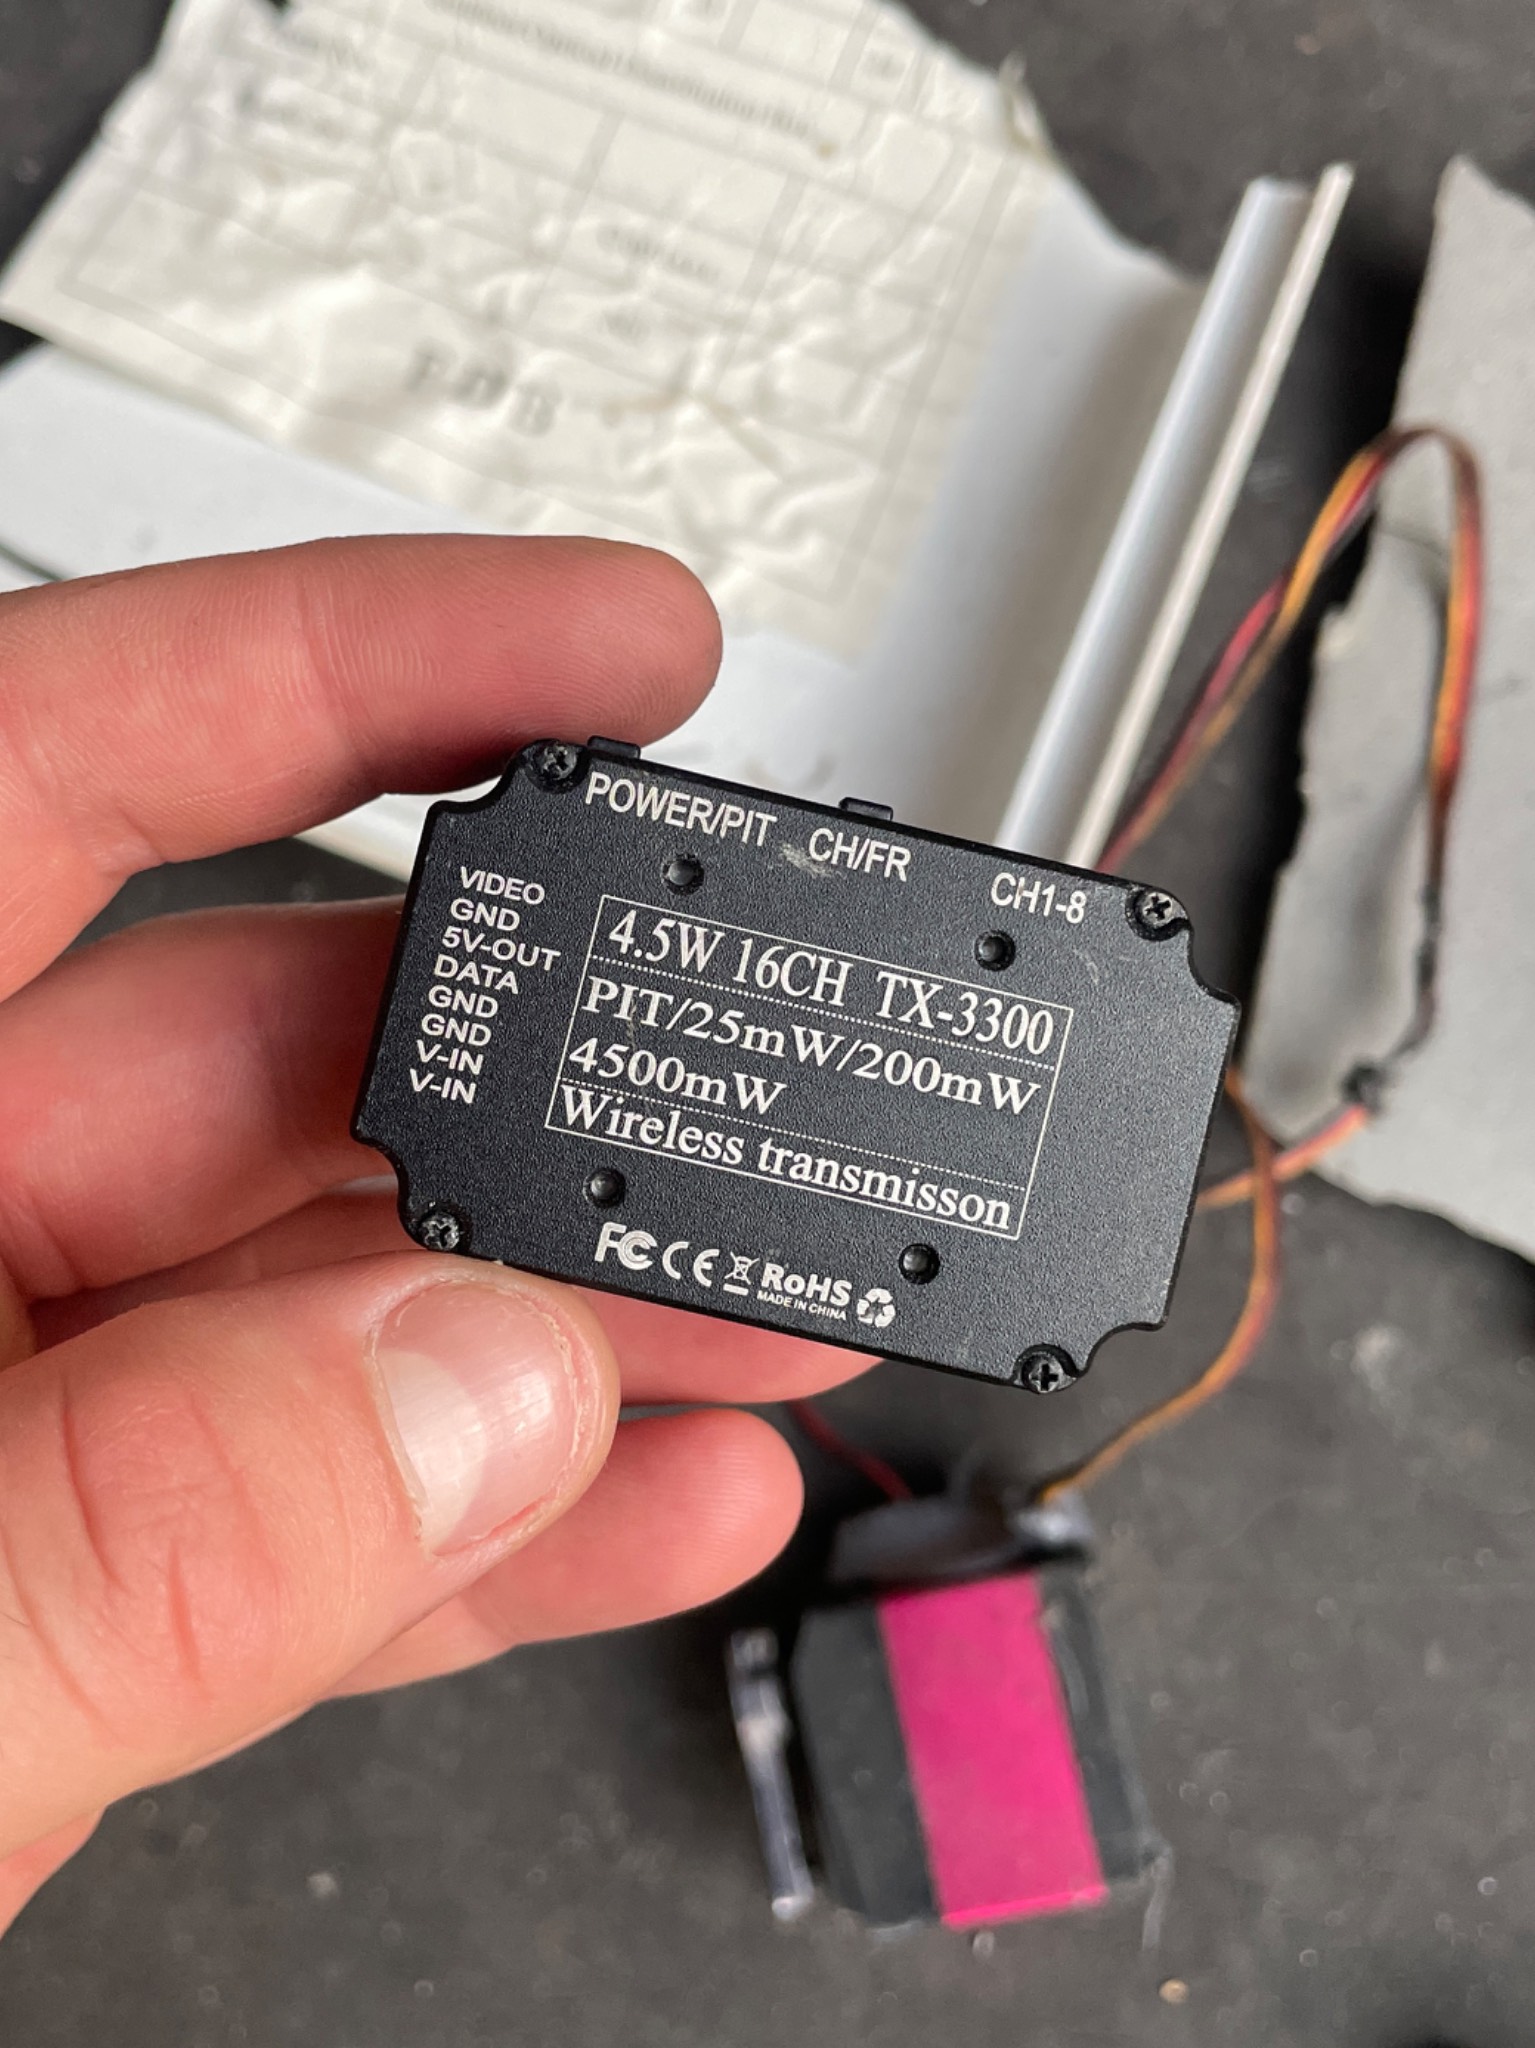 POWER/PIT CH/FR CH1-8
VIDEO
GND
5V-OUT
DATA
GND
GND
V-IN
V-IN
4.5W 16CH TX-3300
PIT/25mW/200mW
4500mW
Wireless transmisson
FC CE RoHS
MADE IN CHINA